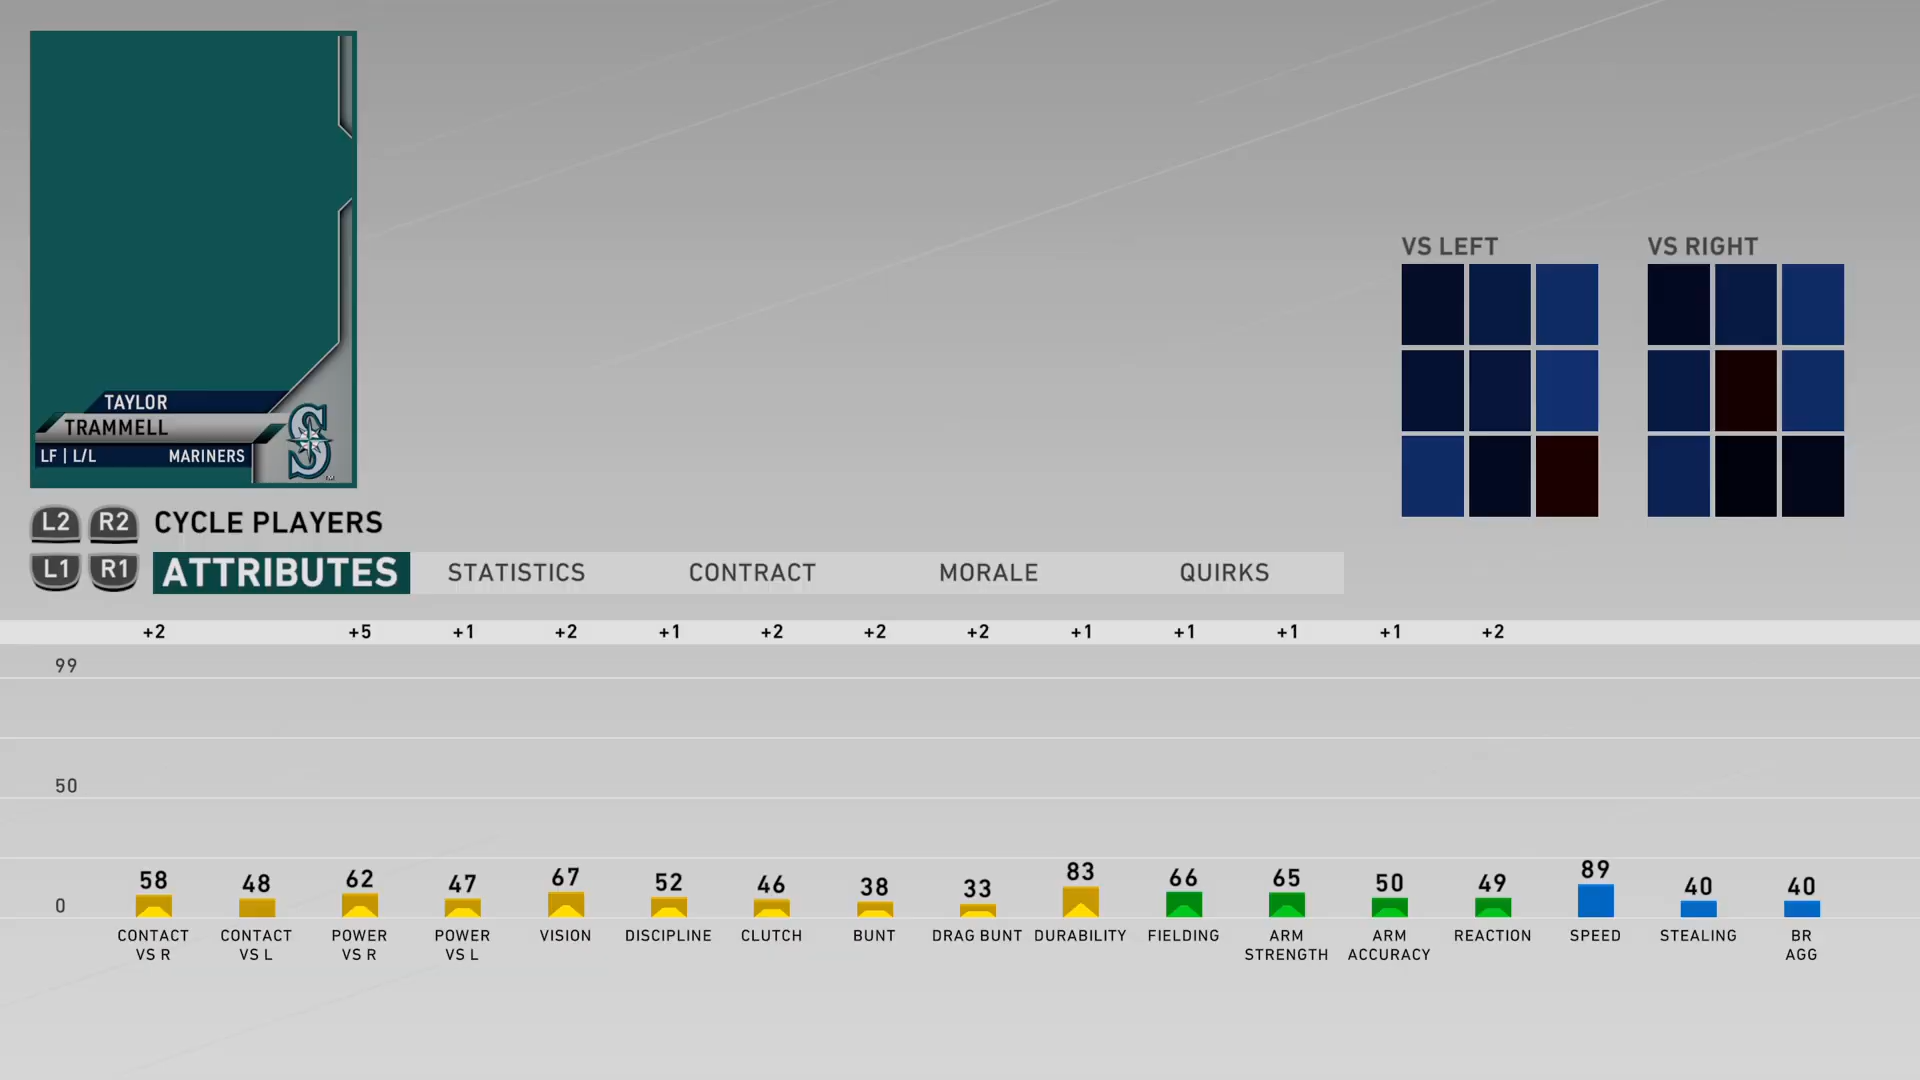 TAYLOR
TRAMMELL
LF | L/L MARINERS
VS LEFT VS RIGHT
L2 R2 CYCLE PLAYERS
L1 R1 ATTRIBUTES STATISTICS CONTRACT MORALE QUIRKS
+2 +5 +1 +2 +1 +2 +2 +2 +1 +1 +1 +1 +2
99
50
0
58 48 62 47 67 52 46 38 33 83 66 65 50 49 89 40 40
CONTACT VS R
CONTACT VS L
POWER VS R
POWER VS L
VISION
DISCIPLINE
CLUTCH
BUNT
DRAG BUNT
DURABILITY
FIELDING
ARM STRENGTH
ARM ACCURACY
REACTION
SPEED
STEALING
BR AGG